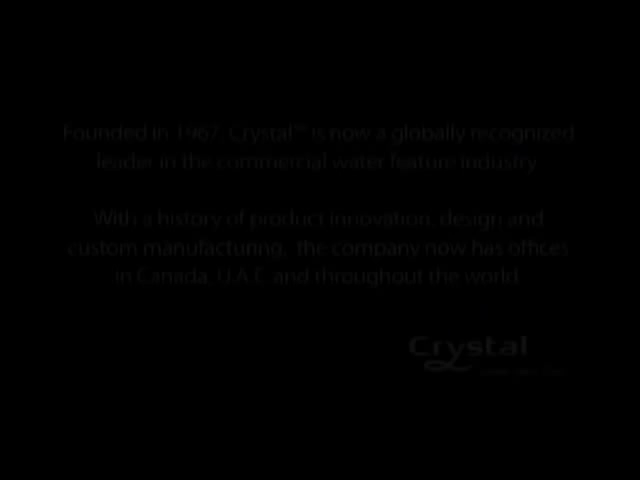 Founded in 1967, Crystal™ is now a globally recognized
leader in the commercial water feature industry
With a history of product innovation, design and
custom manufacturing, the company now has offices
in Canada, U.A.E and throughout the world
Crystal